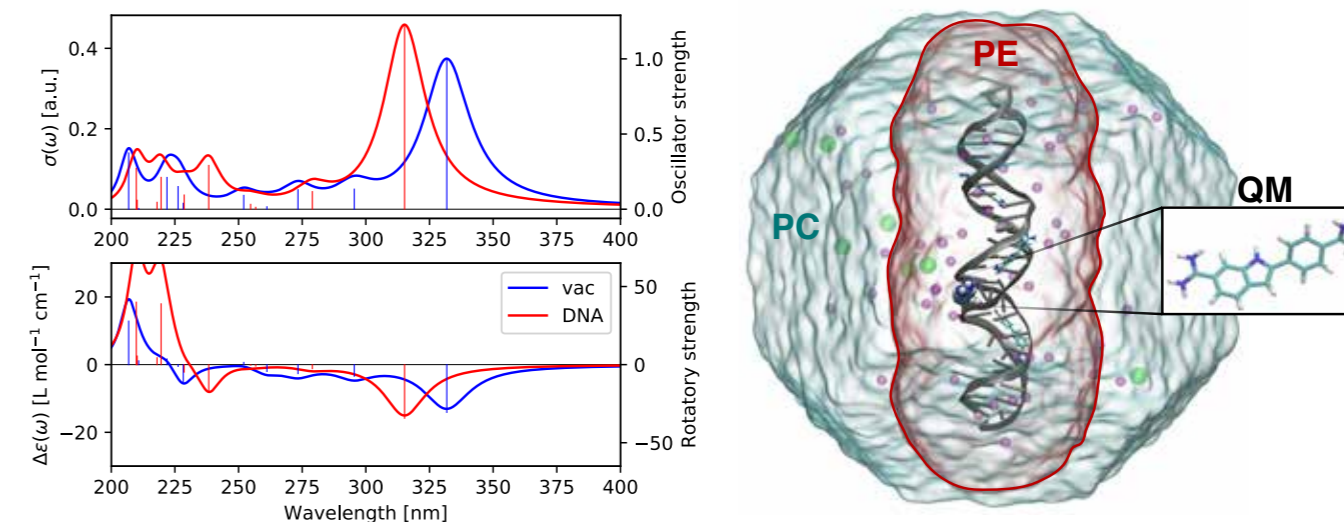 σ(ω) [a.u.]
0.4
0.2
0.0
200 225 250 275 300 325 350 375 400
1.0
0.5
0.0
Oscillator strength
Δε(ω) [L mol⁻¹ cm⁻¹]
20
0
−20
vac
DNA
50
0
−50
Rotatory strength
200 225 250 275 300 325 350 375 400
Wavelength [nm]
PE
PC
QM